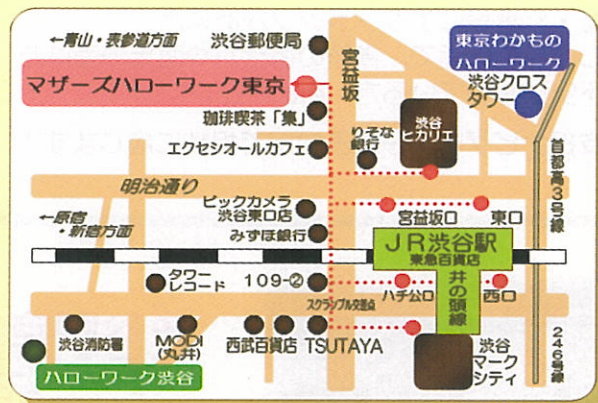 ←青山・表参道方面
渋谷郵便局
宮益坂
東京わかもの
ハローワーク
マザーズハローワーク東京
渋谷クロス
タワー
珈琲喫茶「集」
りそな
銀行
渋谷
ヒカリエ
エクセシオールカフェ
首都高3号線
明治通り
ビックカメラ
渋谷東口店
宮益坂口
東口
←原宿
・新宿方面
みずほ銀行
JR渋谷駅
東急百貨店
タワー
レコード
109-②
ハチ公口
井の頭線
西口
スクランブル交差点
渋谷消防署
MODI
(丸井)
西武百貨店
TSUTAYA
渋谷
マーク
シティ
246号線
ハローワーク渋谷